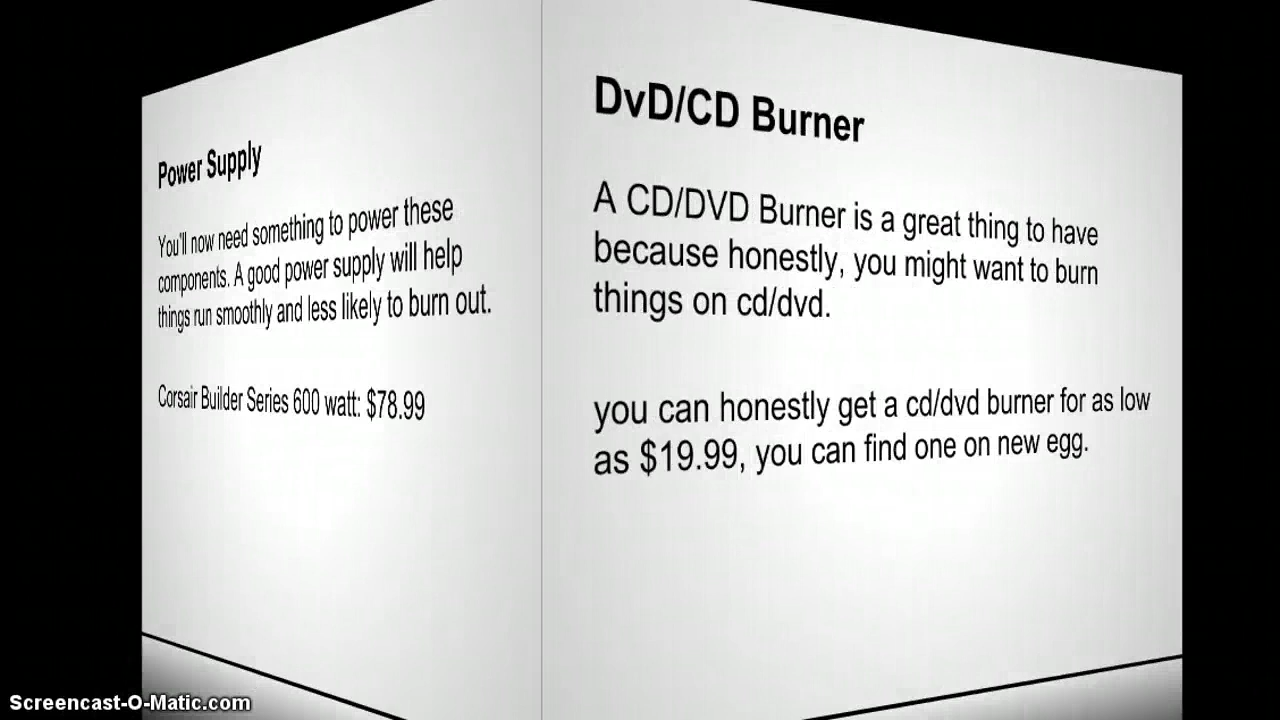 Power Supply
You'll now need something to power these
components. A good power supply will help
things run smoothly and less likely to burn out.
Corsair Builder Series 600 watt: $78.99
DvD/CD Burner
A CD/DVD Burner is a great thing to have
because honestly, you might want to burn
things on cd/dvd.
you can honestly get a cd/dvd burner for as low
as $19.99, you can find one on new egg.
Screencast-O-Matic.com